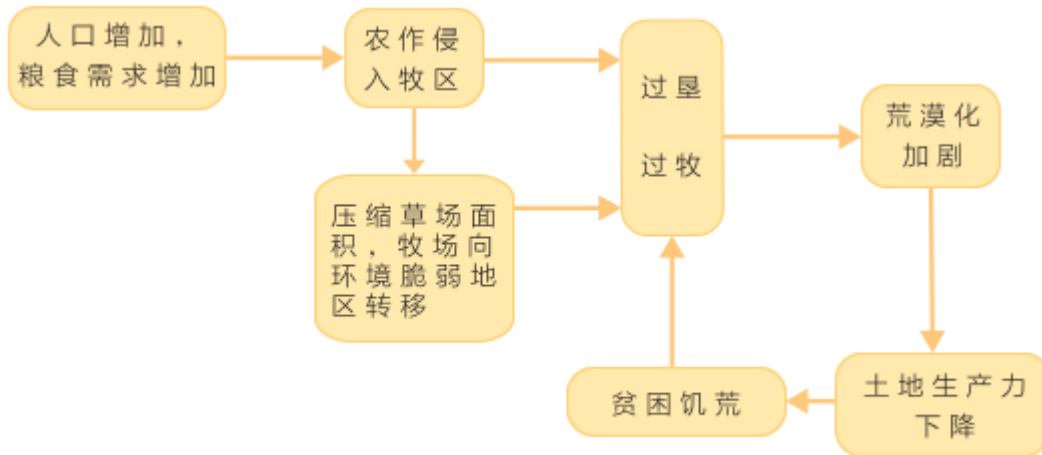 人口增加，
粮食需求增加
农作侵
入牧区
压缩草场面
积，牧场向
环境脆弱地
区转移
过垦
过牧
荒漠化
加剧
土地生产力
下降
贫困饥荒